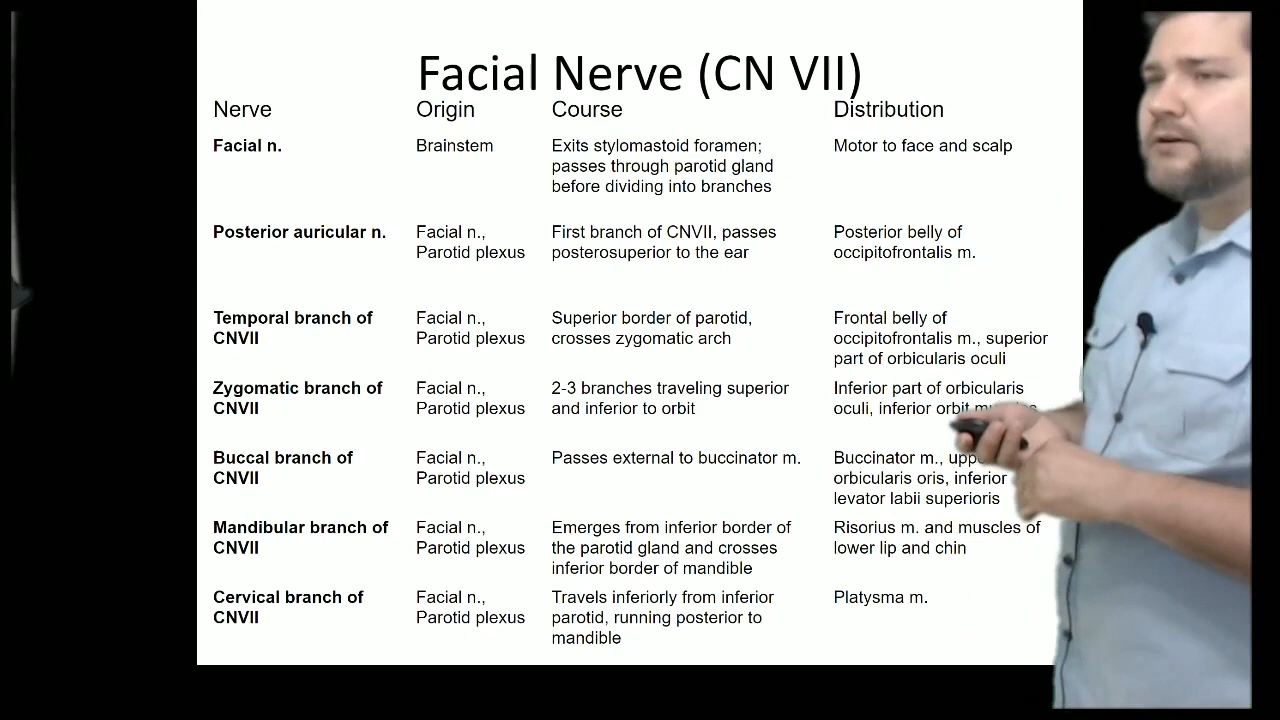 Facial Nerve (CN VII)
Nerve Origin Course Distribution
Facial n. Brainstem Exits stylomastoid foramen; Motor to face and scalp
passes through parotid gland
before dividing into branches
Posterior auricular n. Facial n., First branch of CNVII, passes Posterior belly of
Parotid plexus posterosuperior to the ear occipitofrontalis m.
Temporal branch of Facial n., Superior border of parotid, Frontal belly of
CNVII Parotid plexus crosses zygomatic arch occipitofrontalis m., superior
part of orbicularis oculi
Zygomatic branch of Facial n., 2-3 branches traveling superior Inferior part of orbicularis
CNVII Parotid plexus and inferior to orbit oculi, inferior orbit
Buccal branch of Facial n., Passes external to buccinator m. Buccinator m.,
CNVII Parotid plexus orbicularis oris, inferior
levator labii superioris
Mandibular branch of Facial n., Emerges from inferior border of Risorius m. and muscles of
CNVII Parotid plexus the parotid gland and crosses lower lip and chin
inferior border of mandible
Cervical branch of Facial n., Travels inferiorly from inferior Platysma m.
CNVII Parotid plexus parotid, running posterior to
mandible